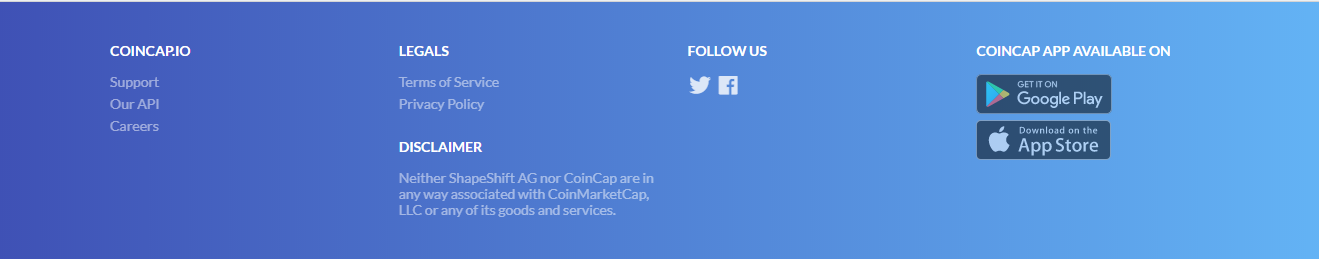 COINCAP.IO
Support
Our API
Careers
LEGALS
Terms of Service
Privacy Policy
DISCLAIMER
Neither ShapeShift AG nor CoinCap are in
any way associated with CoinMarketCap,
LLC or any of its goods and services.
FOLLOW US
COINCAP APP AVAILABLE ON
GET IT ON
Google Play
Download on the
App Store